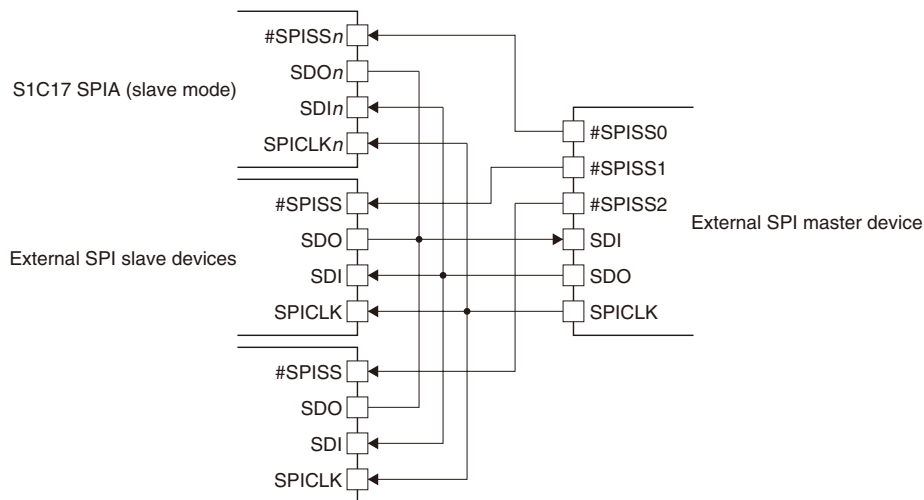 #SPISSn
SDOn
S1C17 SPIA (slave mode)
SDIn
SPICLKn
#SPISS
SDO
External SPI slave devices
SDI
SPICLK
#SPISS
SDO
SDI
SPICLK
#SPISS0
#SPISS1
#SPISS2
External SPI master device
SDI
SDO
SPICLK